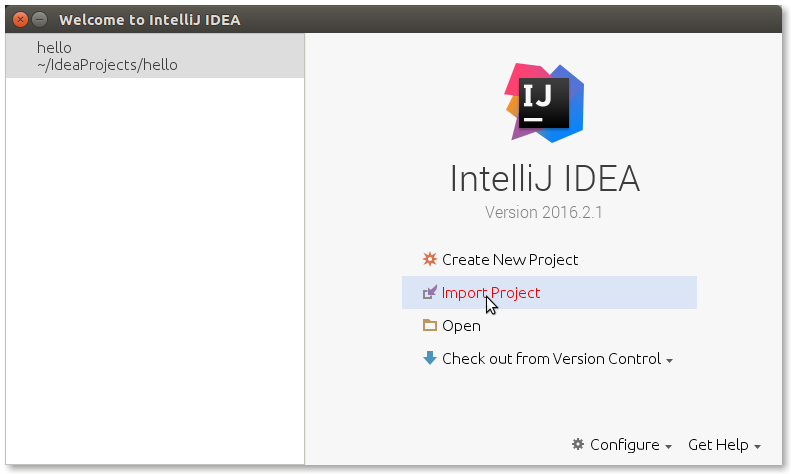 Welcome to IntelliJ IDEA
hello
~/IdeaProjects/hello
IJ
IntelliJ IDEA
Version 2016.2.1
Create New Project
Import Project
Open
Check out from Version Control
Configure
Get Help